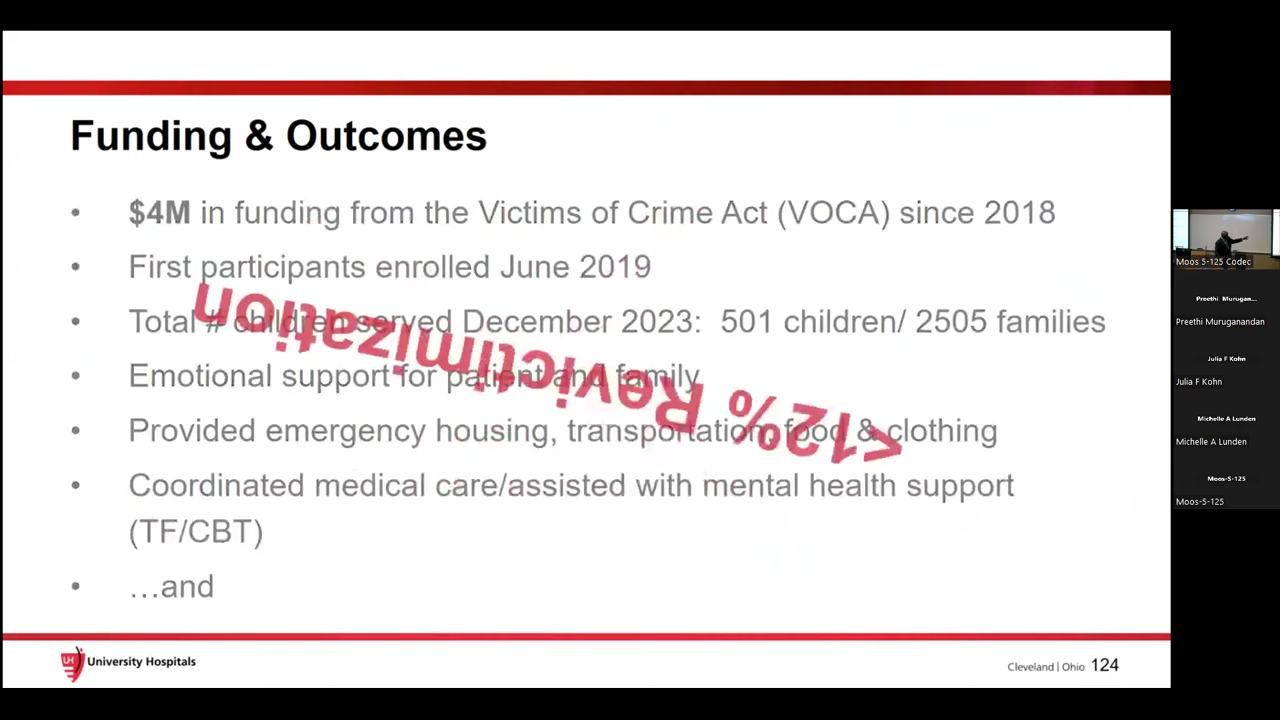 Funding & Outcomes
• $4M in funding from the Victims of Crime Act (VOCA) since 2018
• First participants enrolled June 2019
• Total # children served December 2023: 501 children/ 2505 families
• Emotional support for patient and family
• Provided emergency housing, transportation, food & clothing
• Coordinated medical care/assisted with mental health support
(TF/CBT)
• …and
<12% Revictimization
UH University Hospitals
Cleveland | Ohio 124
Moos 5-125 Codec
Preethi Murugan...
Preethi Muruganandan
Julia F Kohn
Julia F Kohn
Michelle A Lunden
Michelle A Lunden
Moos-5-125
Moos-5-125